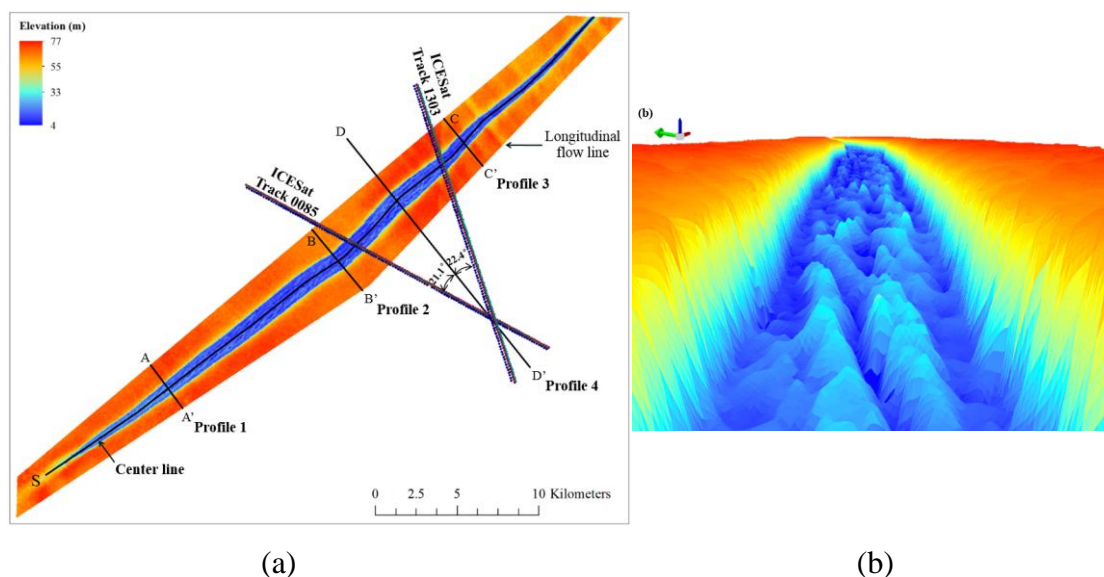 Elevation (m)
77
55
33
4
ICESat
Track 1303
C
D
Longitudinal
flow line
C'
Profile 3
ICESat
Track 0085
B
21.1°
22.4°
B'
Profile 2
A
D'
Profile 4
A'
Profile 1
S
Center line
0 2.5 5 10 Kilometers
(b)
(a)
(b)